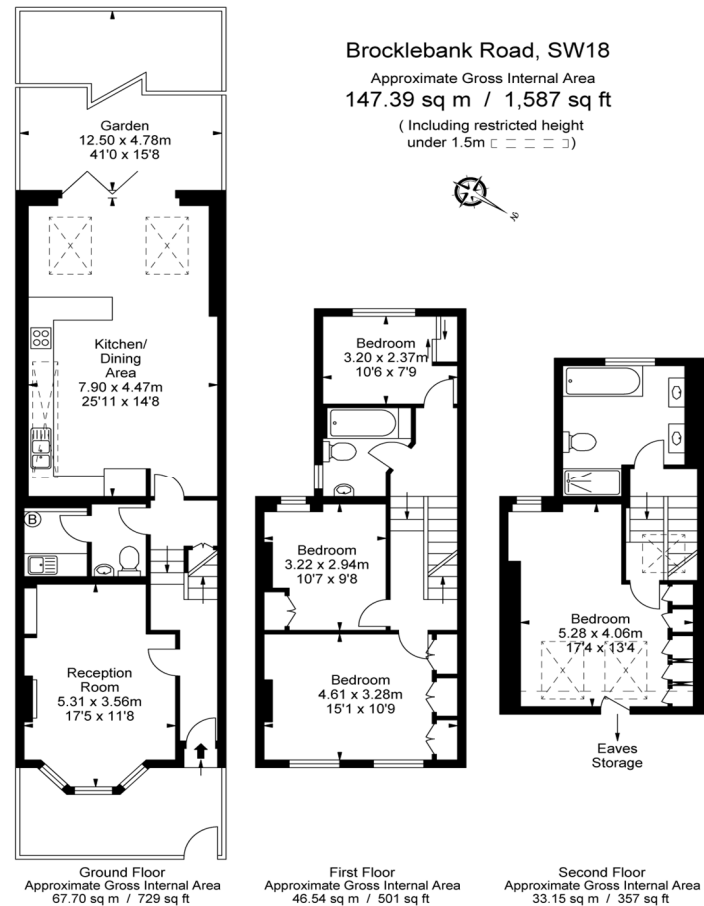 Brocklebank Road, SW18
Approximate Gross Internal Area
147.39 sq m / 1,587 sq ft
( Including restricted height
under 1.5m )
Garden
12.50 x 4.78m
41'0 x 15'8
Kitchen/
Dining
Area
7.90 x 4.47m
25'11 x 14'8
B
Reception
Room
5.31 x 3.56m
17'5 x 11'8
Ground Floor
Approximate Gross Internal Area
67.70 sq m / 729 sq ft
Bedroom
3.20 x 2.37m
10'6 x 7'9
Bedroom
3.22 x 2.94m
10'7 x 9'8
Bedroom
4.61 x 3.28m
15'1 x 10'9
First Floor
Approximate Gross Internal Area
46.54 sq m / 501 sq ft
Bedroom
5.28 x 4.06m
17'4 x 13'4
Eaves
Storage
Second Floor
Approximate Gross Internal Area
33.15 sq m / 357 sq ft